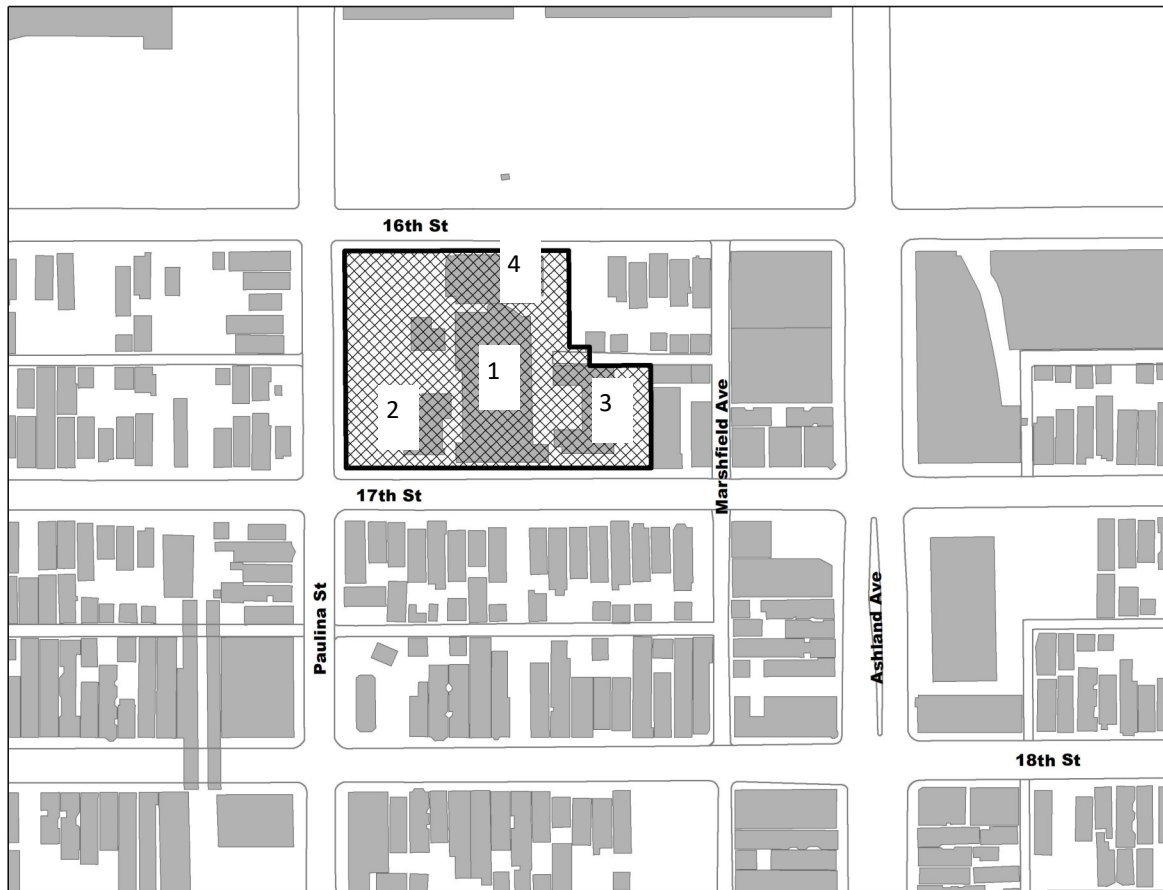 16th St
4
1
2
3
Marshfield Ave
17th St
Paulina St
Ashland Ave
18th St